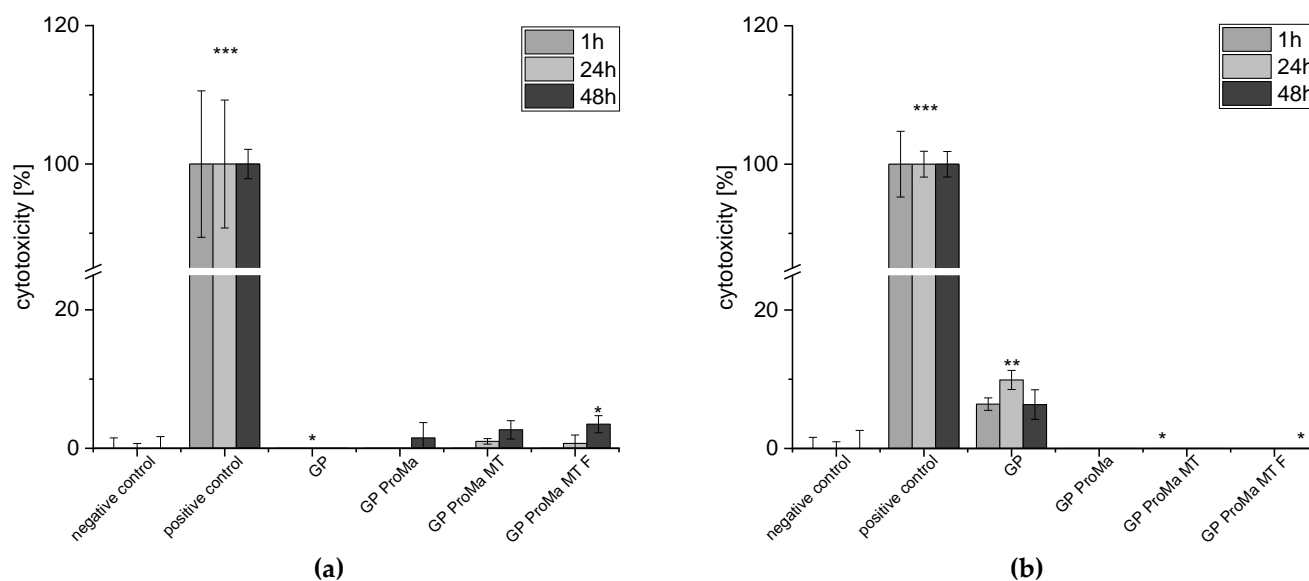 120
***
1h
24h
48h
100
cytotoxicity [%]
20
*
*
0
negative control
positive control
GP
GP ProMa
GP ProMa MT
GP ProMa MT F
(a)
120
***
1h
24h
48h
100
cytotoxicity [%]
20
**
*
*
0
negative control
positive control
GP
GP ProMa
GP ProMa MT
GP ProMa MT F
(b)